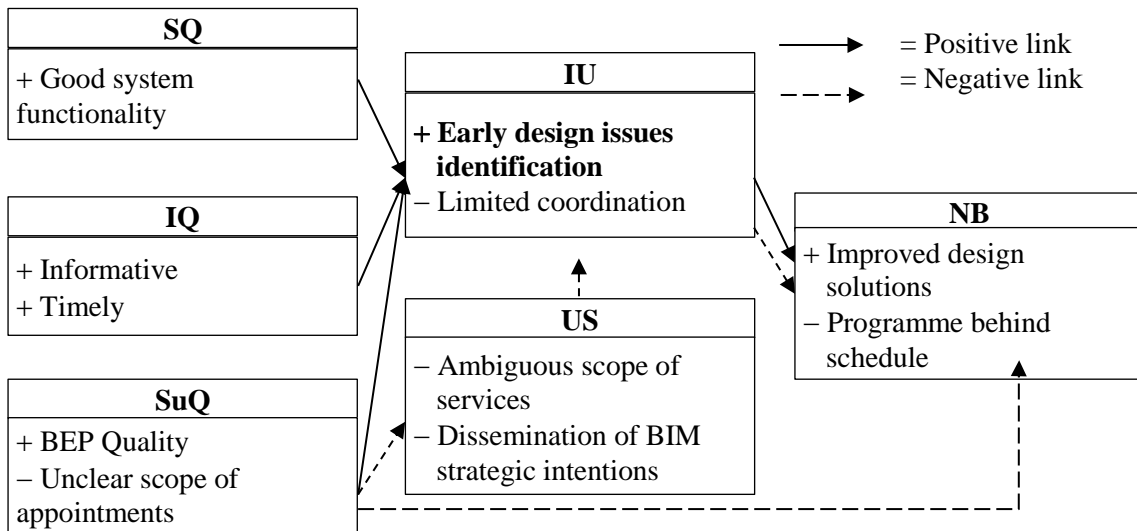 SQ
+ Good system
functionality
IQ
+ Informative
+ Timely
SuQ
+ BEP Quality
− Unclear scope of
appointments
IU
+ Early design issues
identification
− Limited coordination
US
− Ambiguous scope of
services
− Dissemination of BIM
strategic intentions
= Positive link
= Negative link
NB
+ Improved design
solutions
− Programme behind
schedule